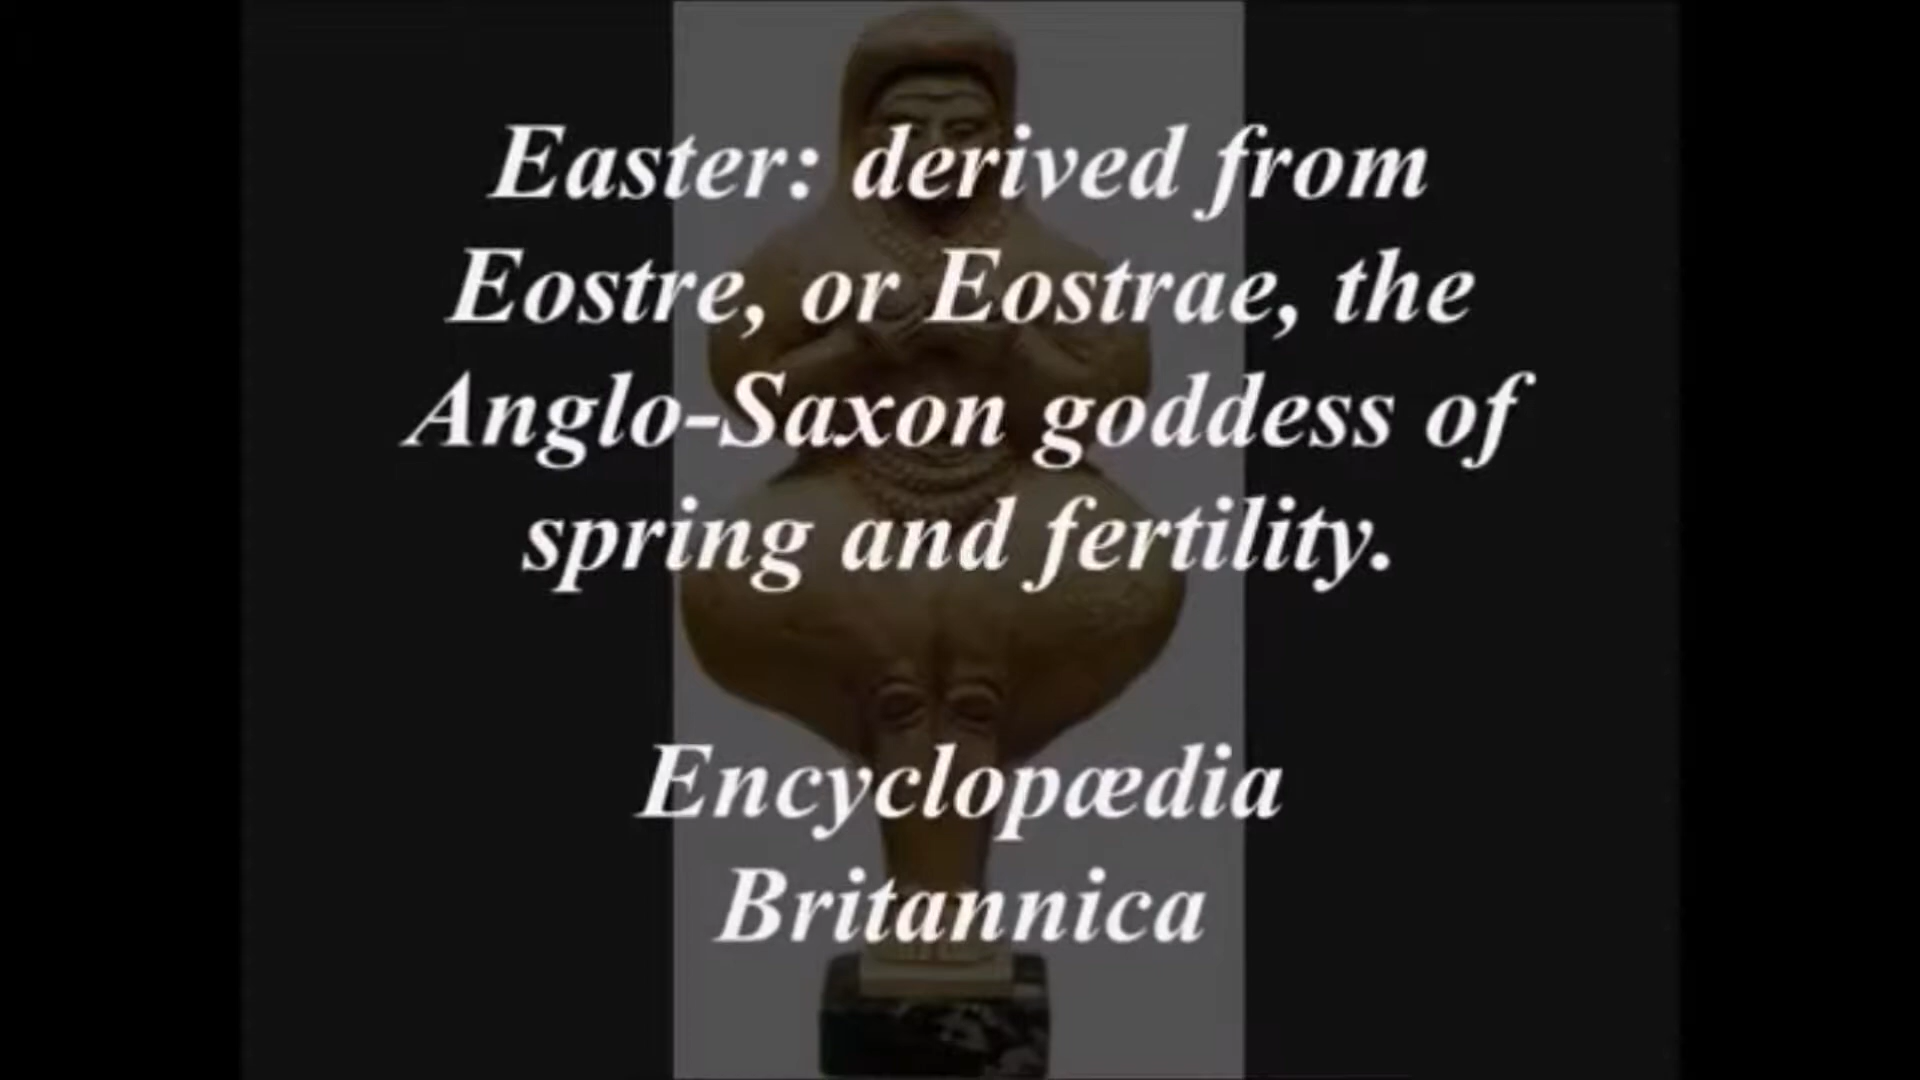 Easter: derived from
Eostre, or Eostrae, the
Anglo-Saxon goddess of
spring and fertility.
Encyclopædia
Britannica